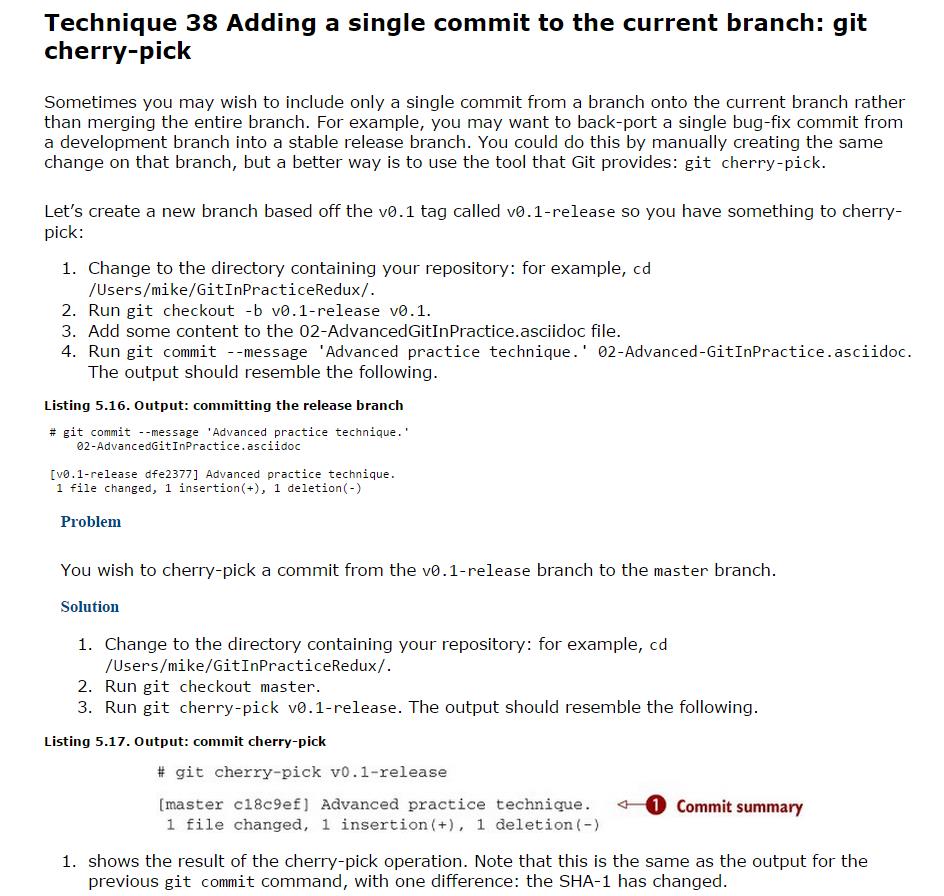 Technique 38 Adding a single commit to the current branch: git
cherry-pick
Sometimes you may wish to include only a single commit from a branch onto the current branch rather
than merging the entire branch. For example, you may want to back-port a single bug-fix commit from
a development branch into a stable release branch. You could do this by manually creating the same
change on that branch, but a better way is to use the tool that Git provides: git cherry-pick.
Let’s create a new branch based off the v0.1 tag called v0.1-release so you have something to cherry-
pick:
1. Change to the directory containing your repository: for example, cd
/Users/mike/GitInPracticeRedux/.
2. Run git checkout -b v0.1-release v0.1.
3. Add some content to the 02-AdvancedGitInPractice.asciidoc file.
4. Run git commit --message 'Advanced practice technique.' 02-Advanced-GitInPractice.asciidoc.
The output should resemble the following.
Listing 5.16. Output: committing the release branch
# git commit --message 'Advanced practice technique.'
02-AdvancedGitInPractice.asciidoc
[v0.1-release dfe2377] Advanced practice technique.
1 file changed, 1 insertion(+), 1 deletion(-)
Problem
You wish to cherry-pick a commit from the v0.1-release branch to the master branch.
Solution
1. Change to the directory containing your repository: for example, cd
/Users/mike/GitInPracticeRedux/.
2. Run git checkout master.
3. Run git cherry-pick v0.1-release. The output should resemble the following.
Listing 5.17. Output: commit cherry-pick
# git cherry-pick v0.1-release
[master c18c9ef] Advanced practice technique. 1 Commit summary
1 file changed, 1 insertion(+), 1 deletion(-)
1. shows the result of the cherry-pick operation. Note that this is the same as the output for the
previous git commit command, with one difference: the SHA-1 has changed.